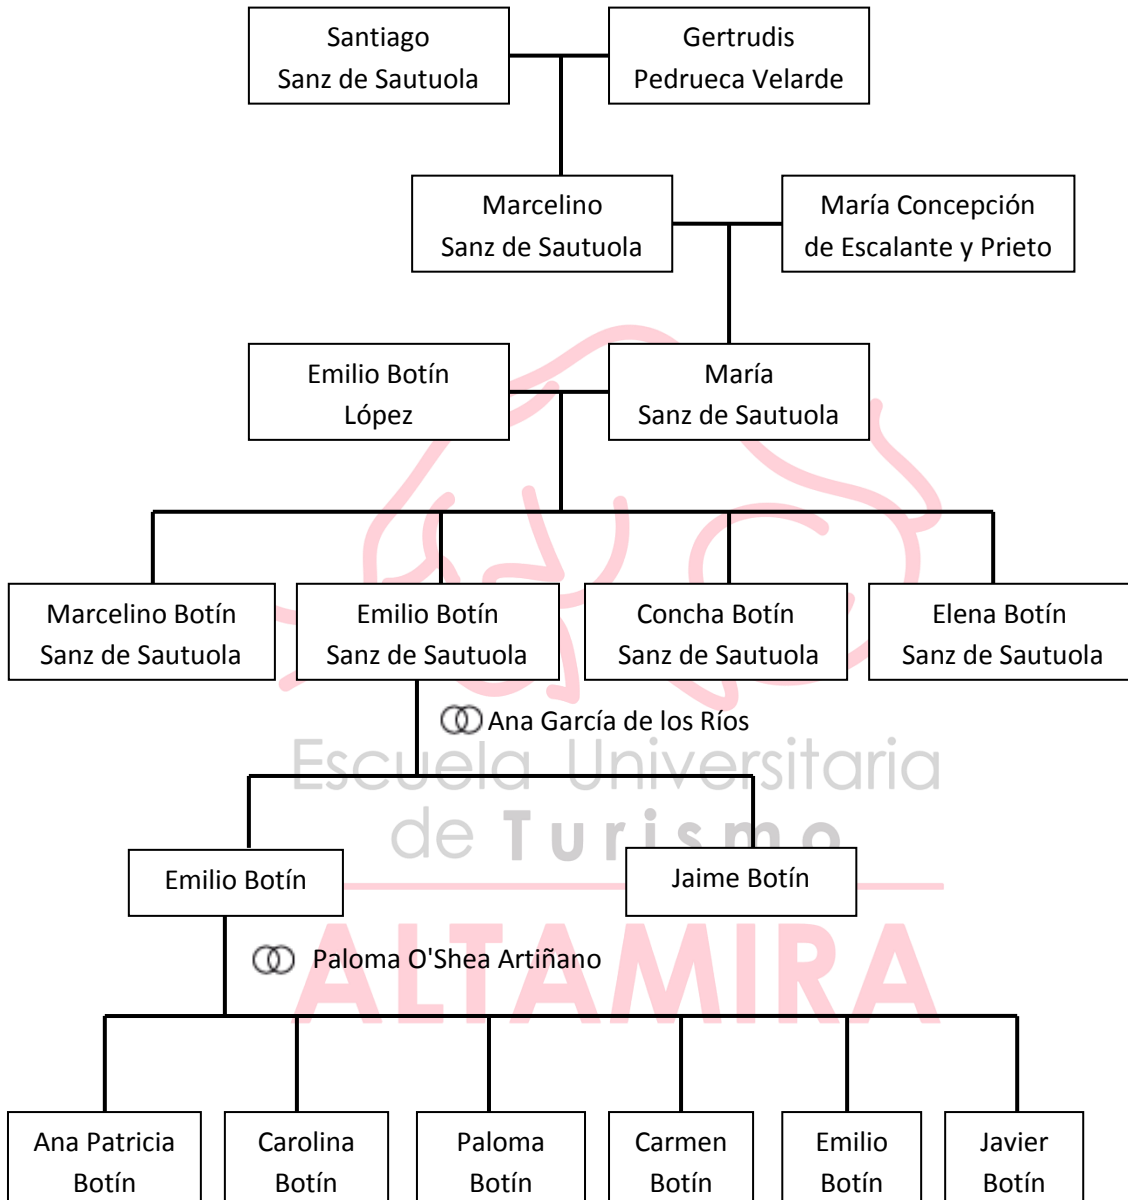 Santiago
Sanz de Sautuola
Gertrudis
Pedrueca Velarde
Marcelino
Sanz de Sautuola
María Concepción
de Escalante y Prieto
Emilio Botín
López
María
Sanz de Sautuola
Marcelino Botín
Sanz de Sautuola
Emilio Botín
Sanz de Sautuola
Concha Botín
Sanz de Sautuola
Elena Botín
Sanz de Sautuola
Ana García de los Ríos
Escuela Universitaria
de Turismo
Emilio Botín
Jaime Botín
Paloma O'Shea Artiñano
ALTAMIRA
Ana Patricia
Botín
Carolina
Botín
Paloma
Botín
Carmen
Botín
Emilio
Botín
Javier
Botín